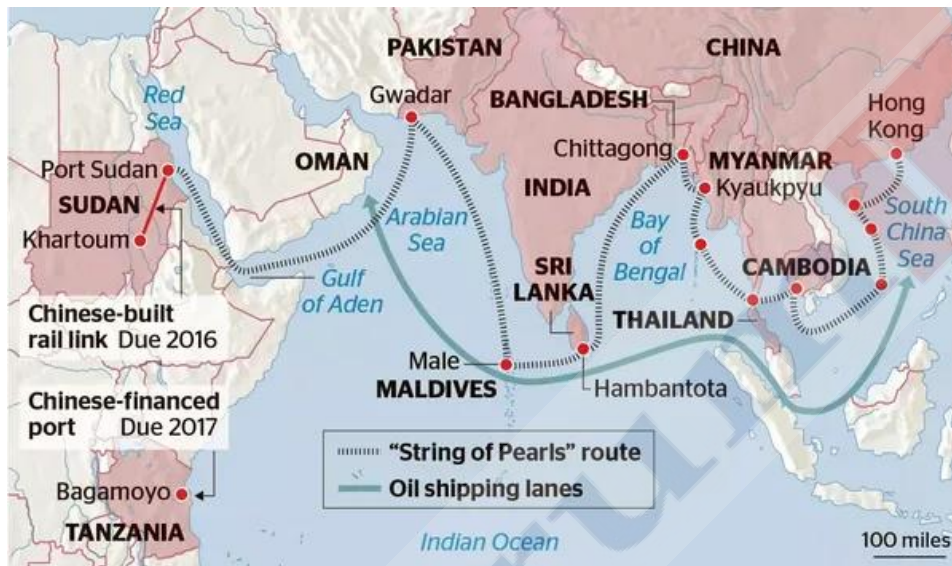 PAKISTAN
CHINA
Red
Sea
Gwadar
BANGLADESH
Hong
Kong
Port Sudan
OMAN
Chittagong
MYANMAR
INDIA
Kyaukpyu
SUDAN
Arabian
Sea
Bay
of
Bengal
South
China
Sea
Khartoum
SRI
LANKA
CAMBODIA
Gulf
of Aden
Chinese-built
rail link Due 2016
THAILAND
Male
MALDIVES
Hambantota
Chinese-financed
port Due 2017
"String of Pearls" route
Oil shipping lanes
Bagamoyo
TANZANIA
Indian Ocean
100 miles